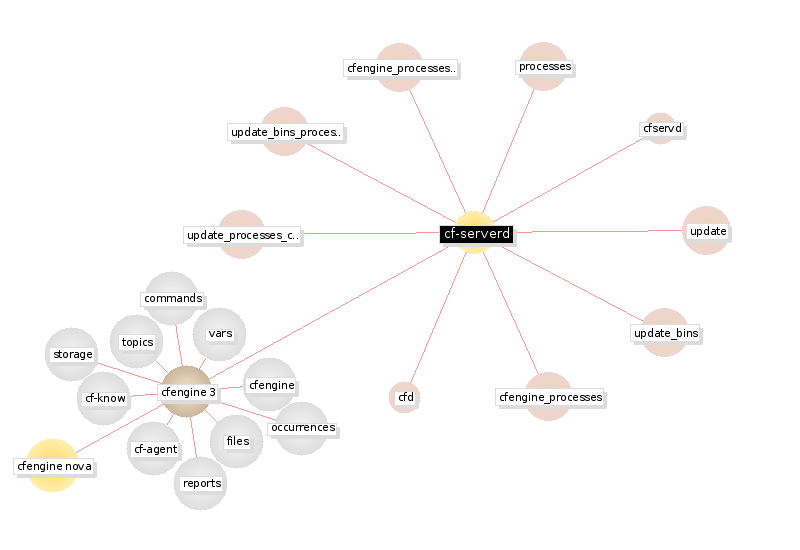 processes
cfengine_processes..
cfservd
update_bins_proces..
update
cf-serverd
update_processes_c..
commands
vars
update_bins
topics
storage
cfengine
cfengine 3
cf-know
cfd
cfengine_processes
occurrences
files
cf-agent
cfengine nova
reports